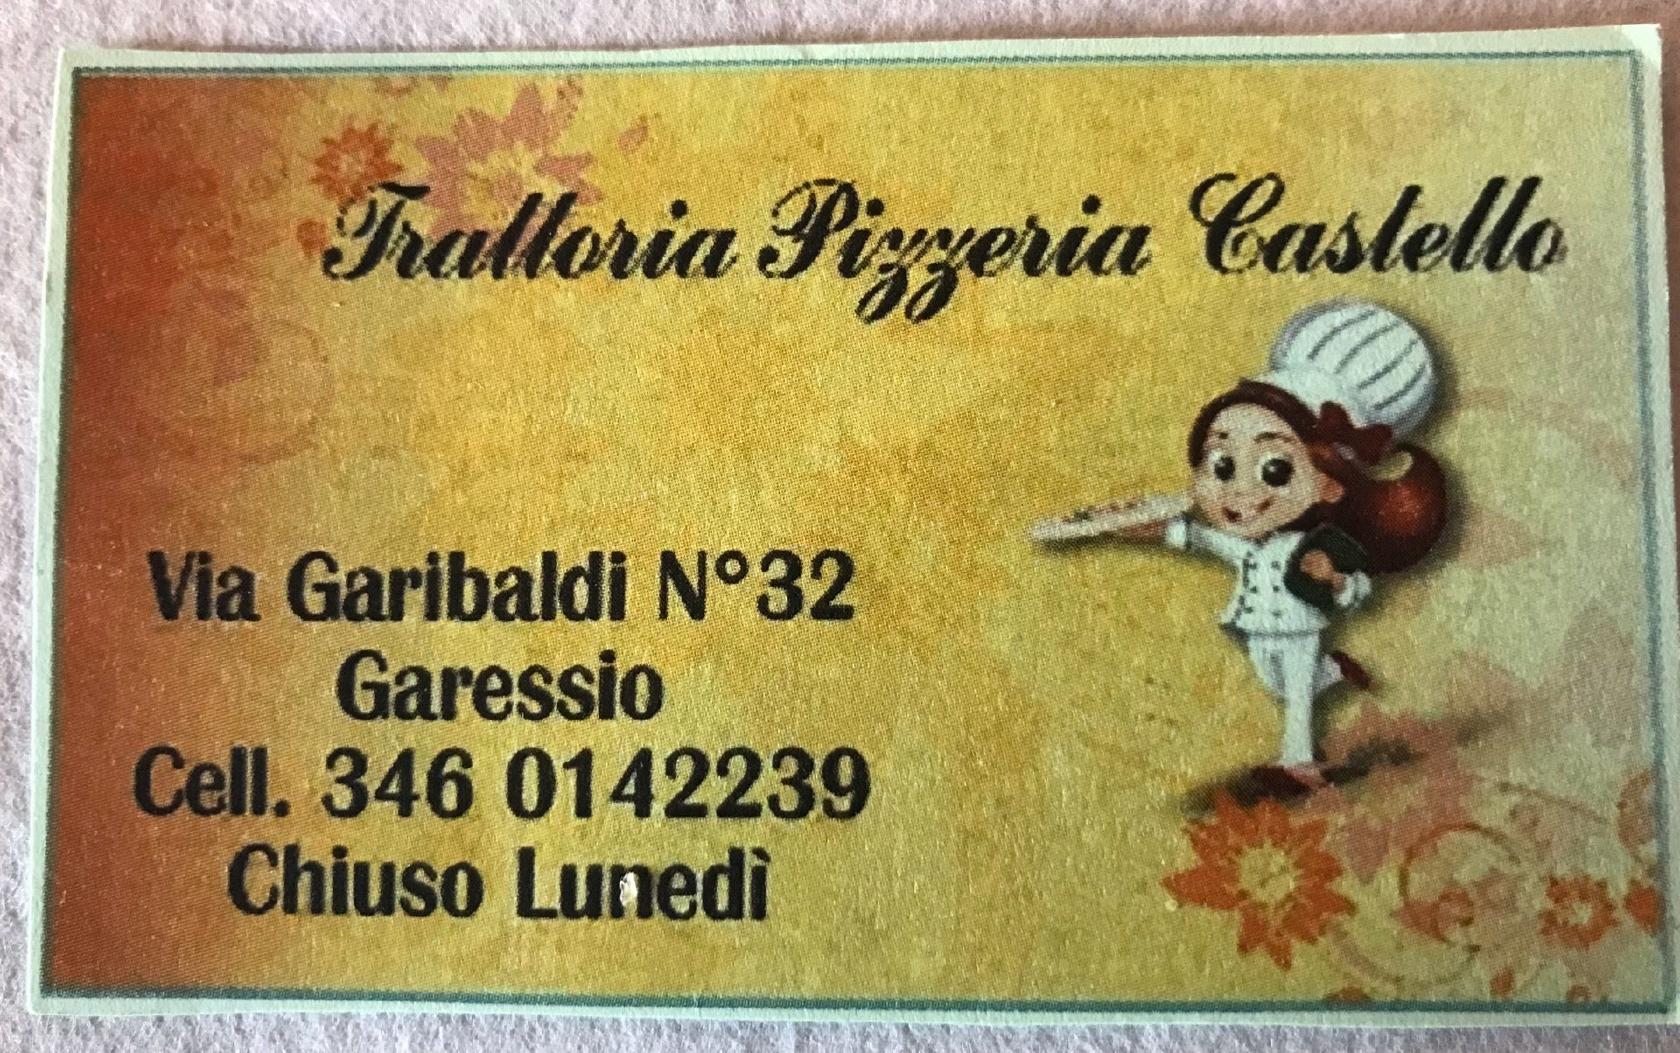 Trattoria Pizzeria Castello
Via Garibaldi N°32
Garessio
Cell. 346 0142239
Chiuso Lunedì